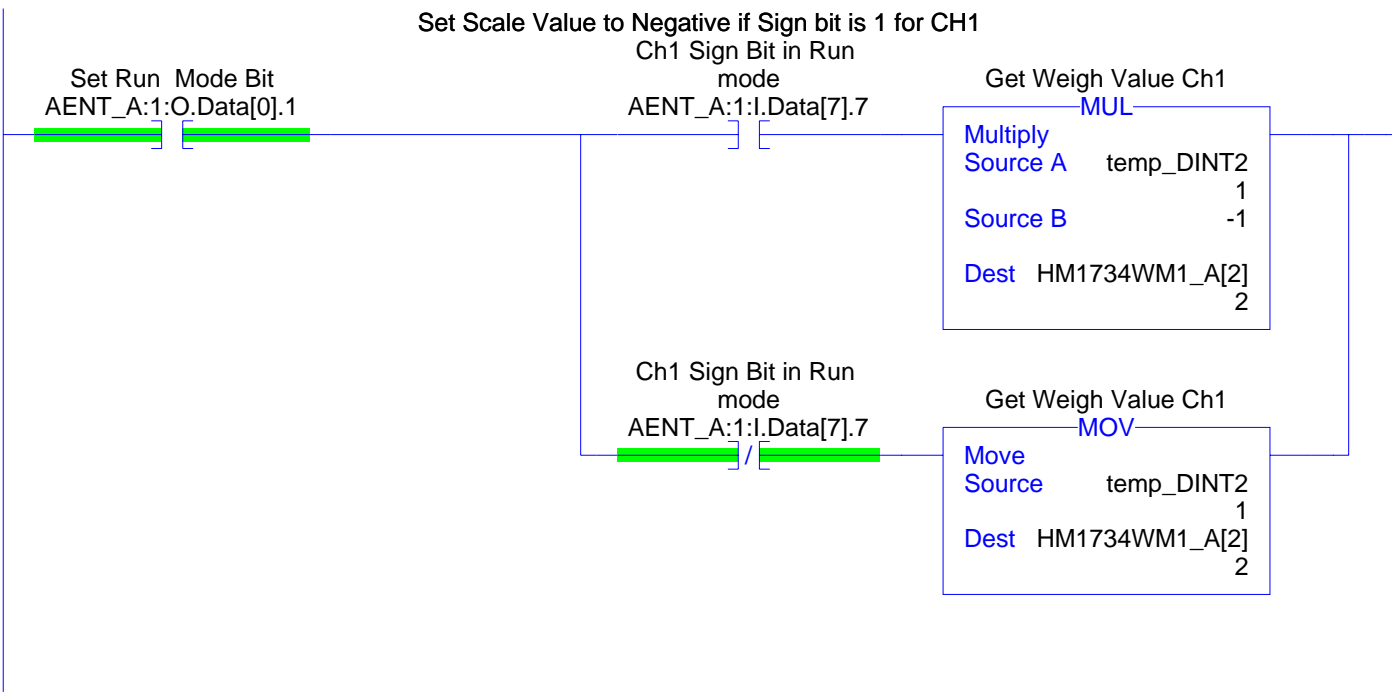 Set Scale Value to Negative if Sign bit is 1 for CH1
Set Run  Mode Bit
AENT_A:1:O.Data[0].1
Ch1 Sign Bit in Run
mode
AENT_A:1:I.Data[7].7
Get Weigh Value Ch1
MUL
Multiply
Source A temp_DINT2
1
Source B -1
Dest HM1734WM1_A[2]
2
Ch1 Sign Bit in Run
mode
AENT_A:1:I.Data[7].7
/
Get Weigh Value Ch1
MOV
Move
Source temp_DINT2
1
Dest HM1734WM1_A[2]
2